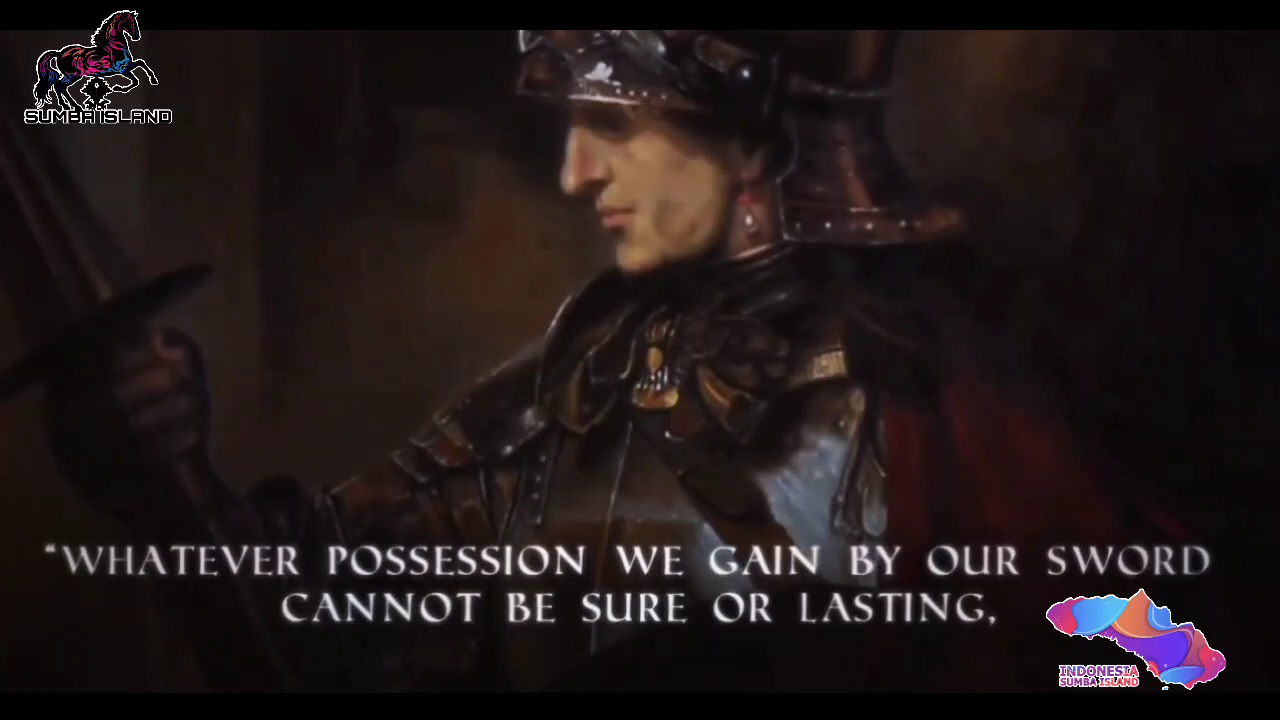 SUMBA ISLAND
“WHATEVER POSSESSION WE GAIN BY OUR SWORD
CANNOT BE SURE OR LASTING,
INDONESIA
SUMBA ISLAND